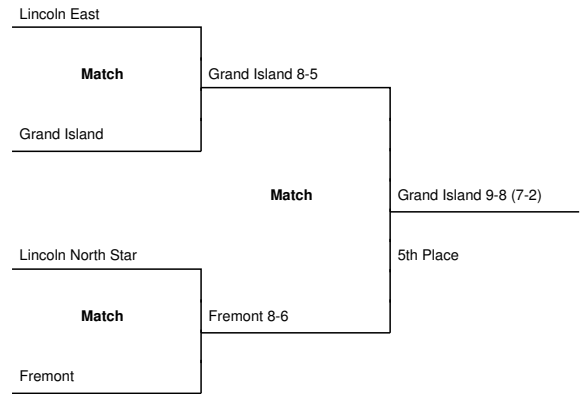 Lincoln East
Match
Grand Island 8-5
Grand Island
Match
Grand Island 9-8 (7-2)
Lincoln North Star
5th Place
Match
Fremont 8-6
Fremont